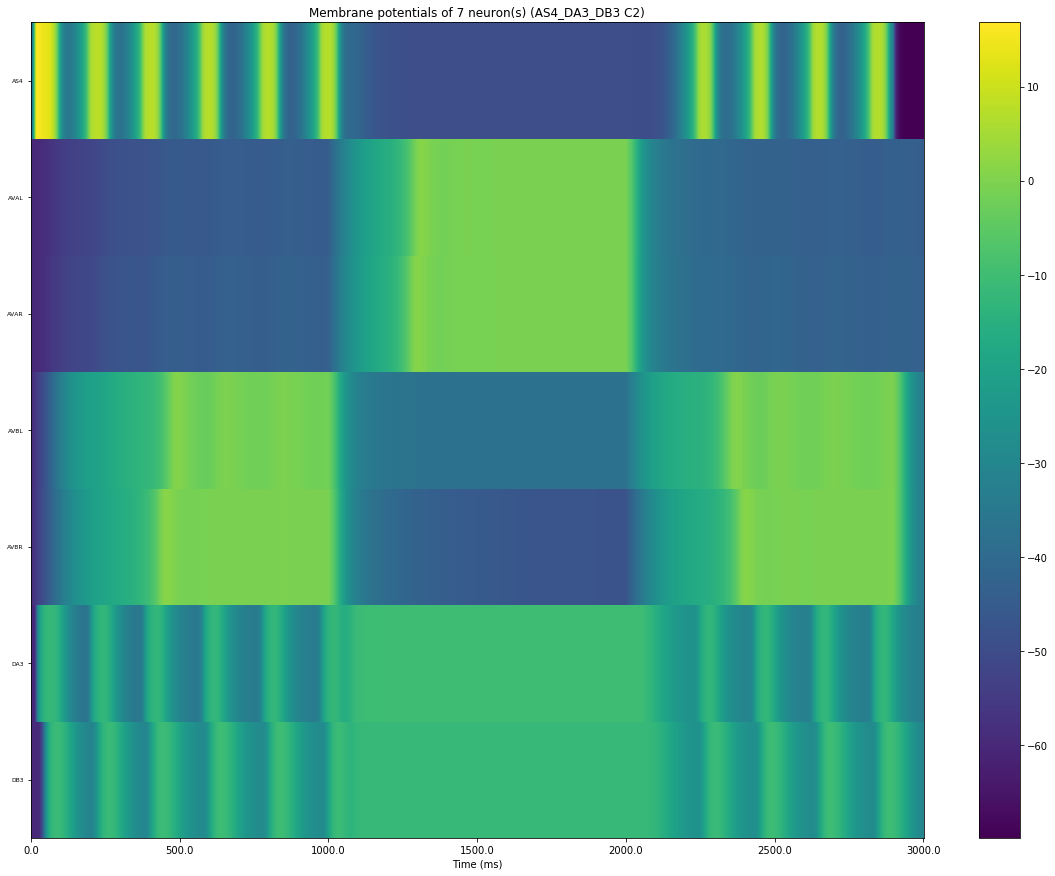 Membrane potentials of 7 neuron(s) (AS4_DA3_DB3 C2)
AS4
AVAL
AVAR
AVBL
AVBR
DA3
DB3
0.0 500.0 1000.0 1500.0 2000.0 2500.0 3000.0
Time (ms)
10
0
−10
−20
−30
−40
−50
−60